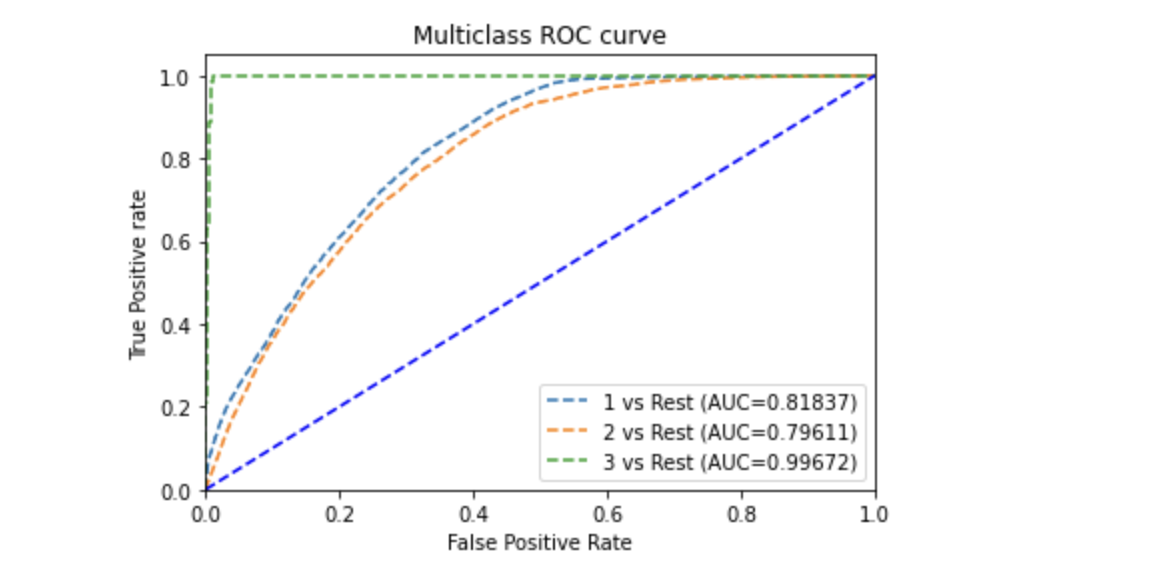 Multiclass ROC curve
True Positive rate
1.0
0.8
0.6
0.4
0.2
0.0
1 vs Rest (AUC=0.81837)
2 vs Rest (AUC=0.79611)
3 vs Rest (AUC=0.99672)
0.0 0.2 0.4 0.6 0.8 1.0
False Positive Rate